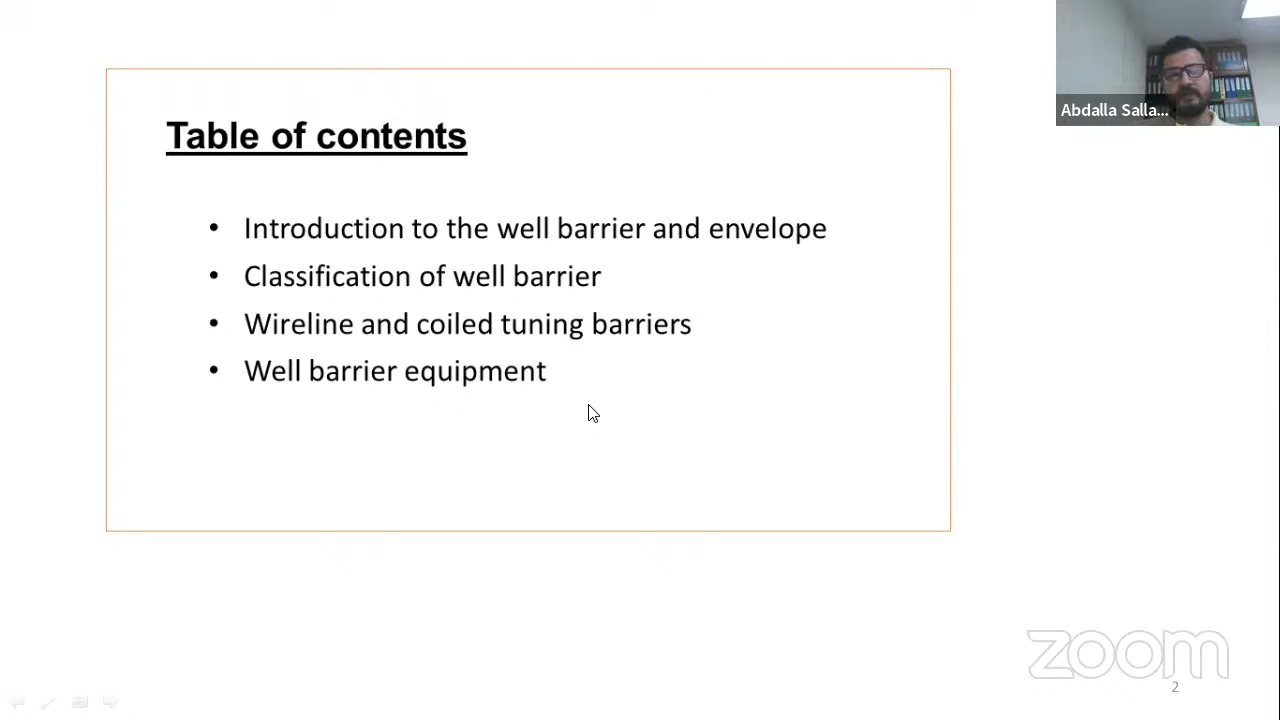 Table of contents
• Introduction to the well barrier and envelope
• Classification of well barrier
• Wireline and coiled tuning barriers
• Well barrier equipment
Abdalla Salla...
zoom
2